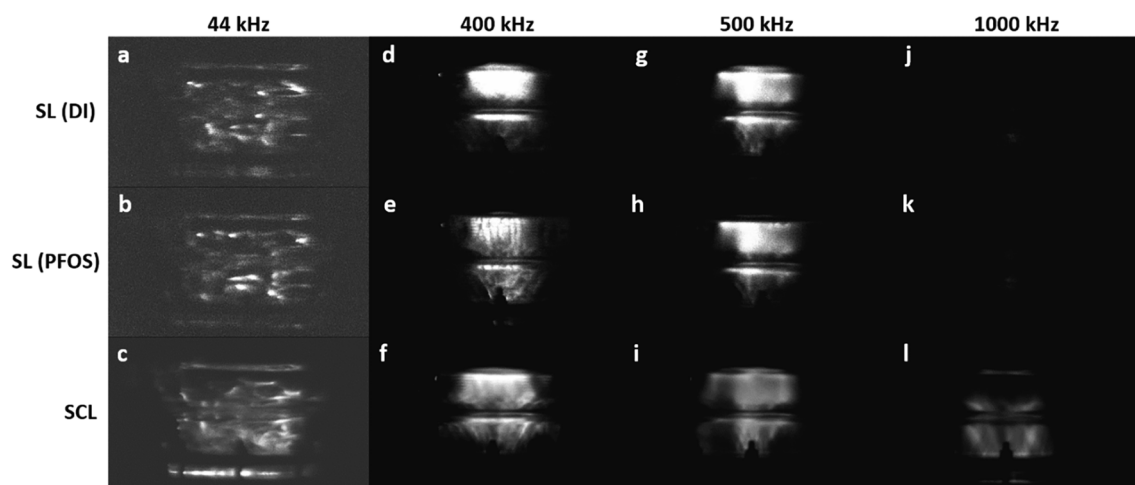 44 kHz 400 kHz 500 kHz 1000 kHz
a d g j
SL (DI)
b e h k
SL (PFOS)
c f i l
SCL